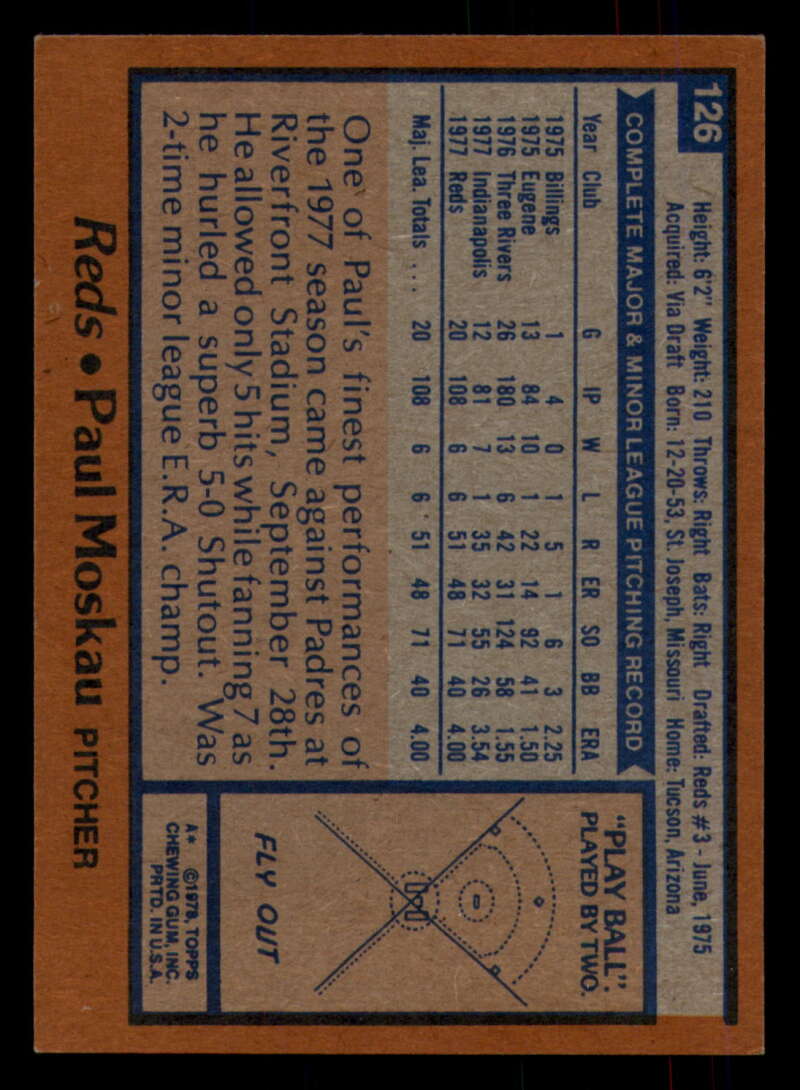 126
Height: 6'2" Weight: 210 Throws: Right Bats: Right Drafted: Reds #3 - June, 1975
Acquired: Via Draft Born: 12-20-53, St. Joseph, Missouri Home: Tucson, Arizona
COMPLETE MAJOR & MINOR LEAGUE PITCHING RECORD
Year Club G IP W L R ER SO BB ERA
1975 Billings 1 4 0 1 5 1 6 3 2.25
1975 Eugene 13 84 10 1 22 14 92 41 1.50
1976 Three Rivers 26 180 13 6 42 31 124 58 1.55
1977 Indianapolis 12 81 7 1 35 32 55 26 3.54
1977 Reds 20 108 6 6 51 48 71 40 4.00
Maj. Lea. Totals ... 20 108 6 6 51 48 71 40 4.00
One of Paul's finest performances of
the 1977 season came against Padres at
Riverfront Stadium, September 28th.
He allowed only 5 hits while fanning 7 as
he hurled a superb 5-0 Shutout. Was
2-time minor league E.R.A. champ.
"PLAY BALL".
PLAYED BY TWO.
FLY OUT
A* ©1978, TOPPS
CHEWING GUM, INC.
PRTD. IN U.S.A.
Reds • Paul Moskau PITCHER